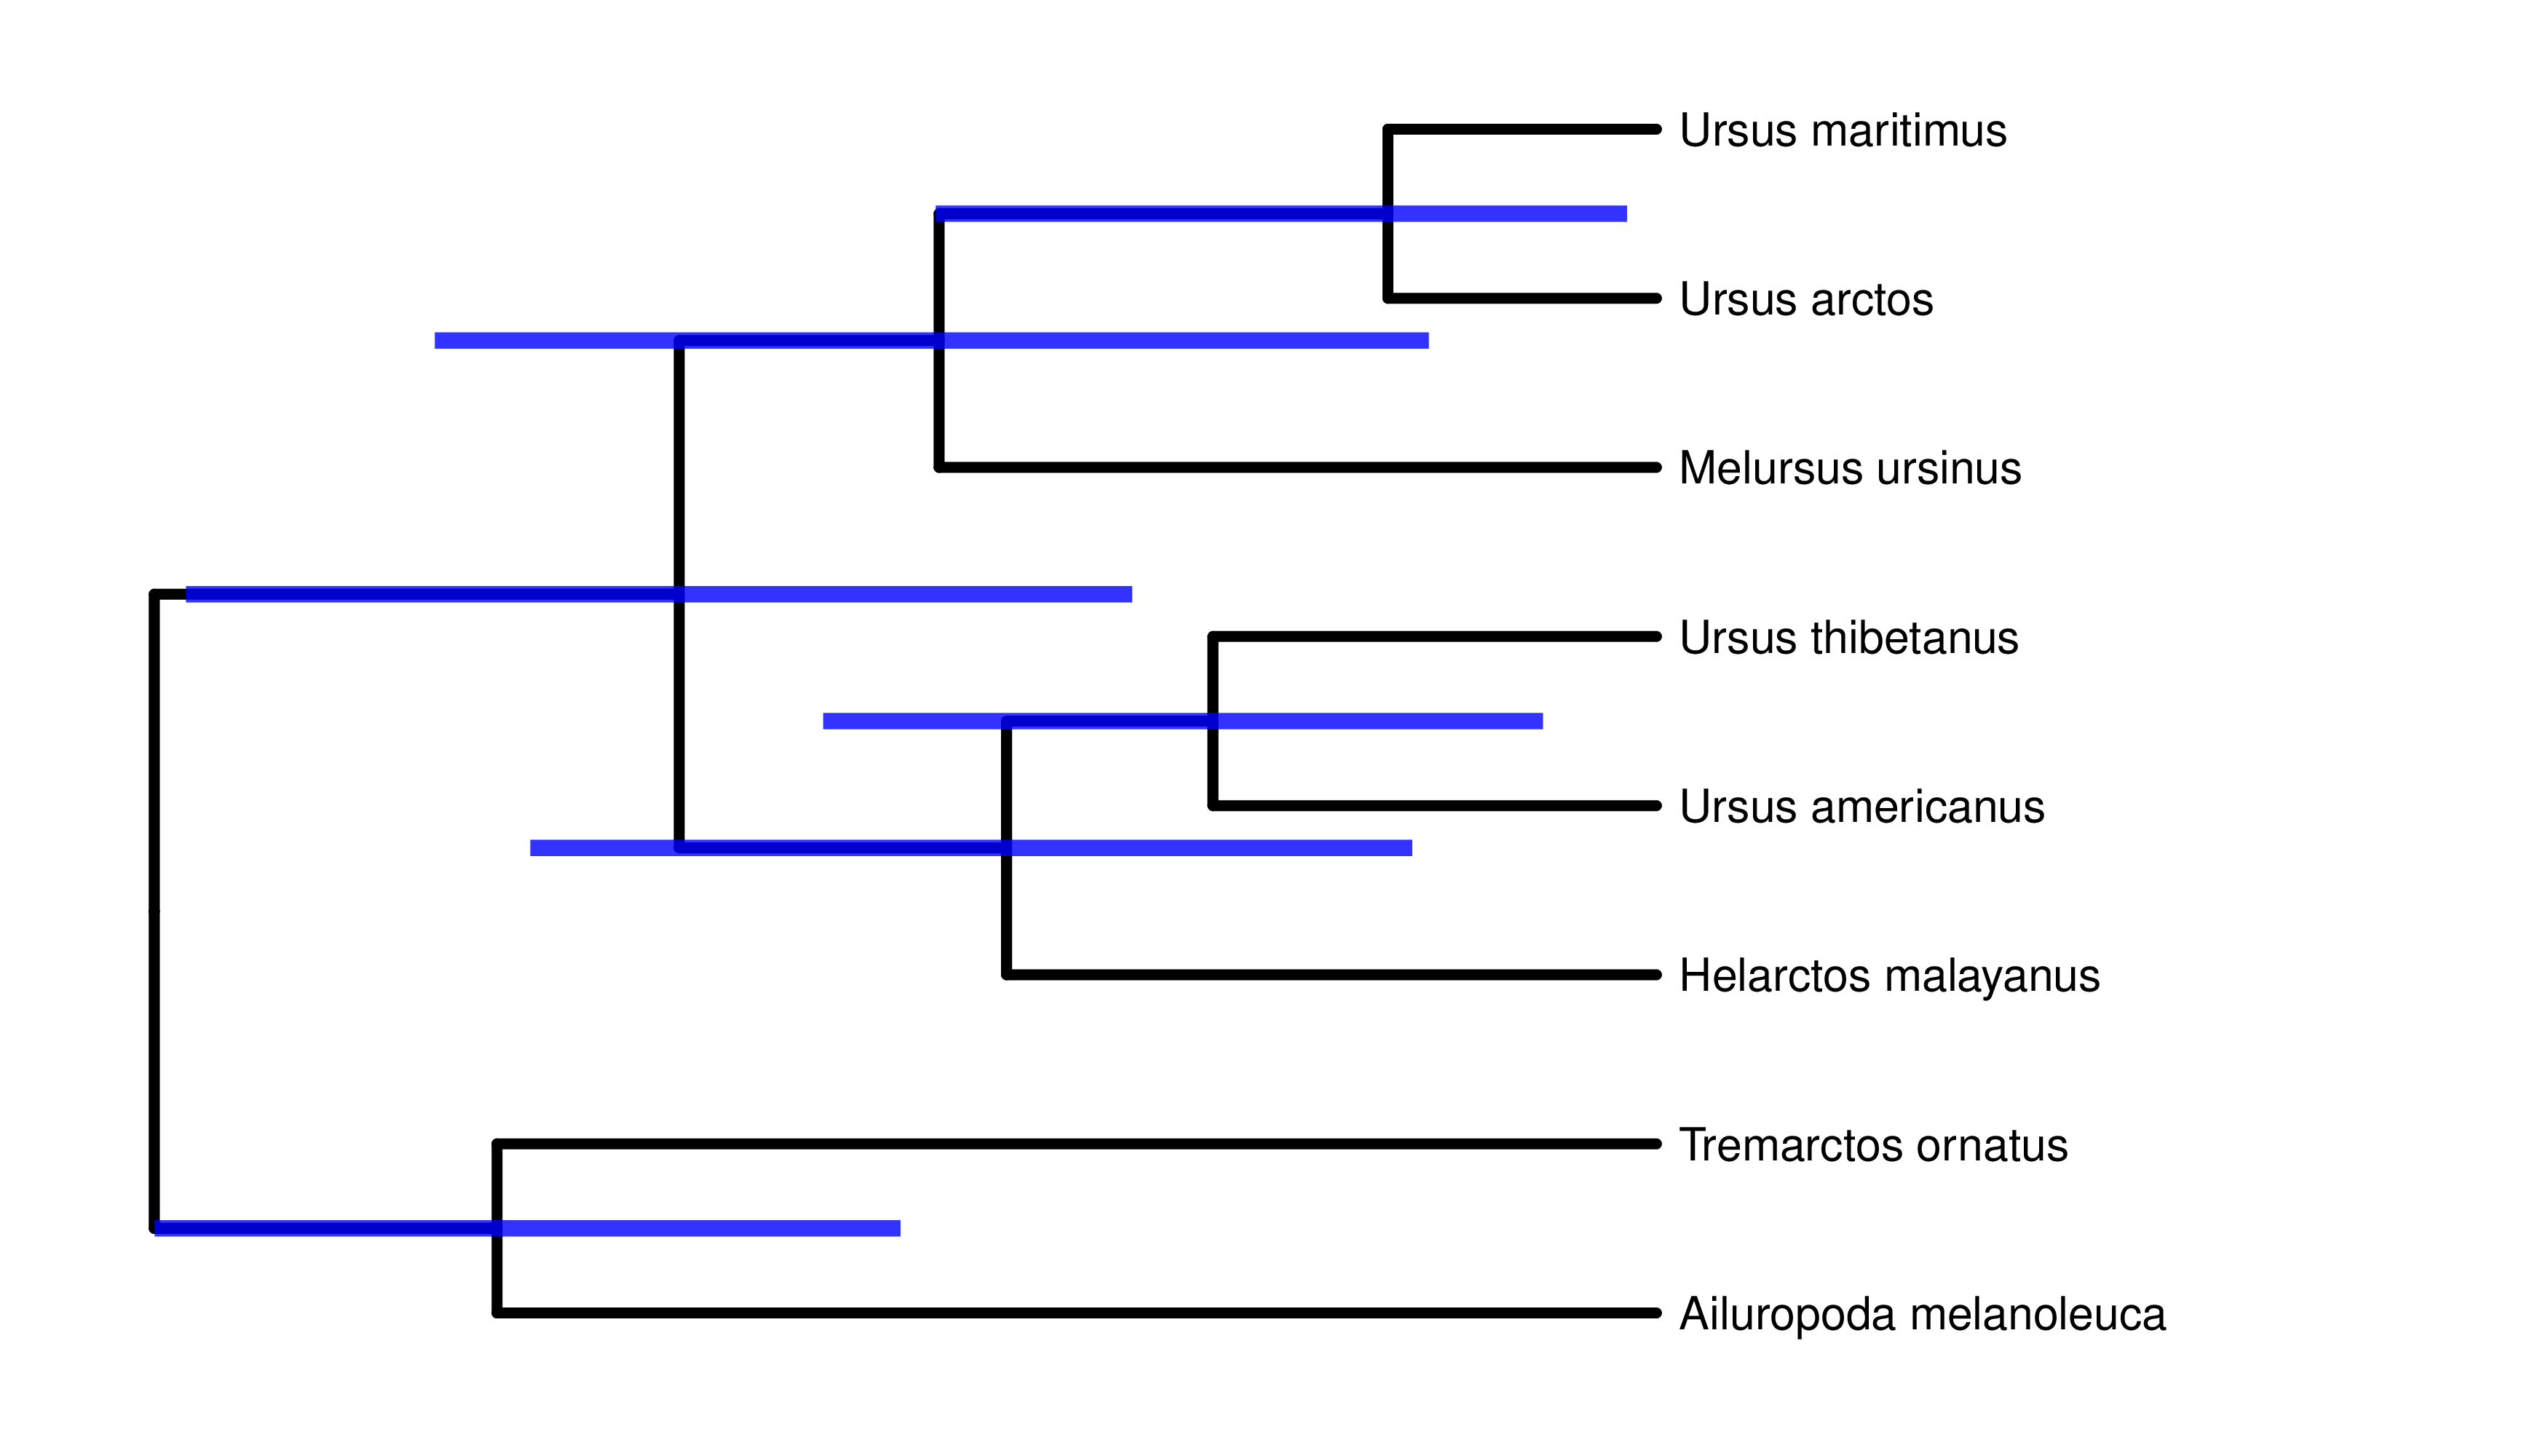 Ursus maritimus
Ursus arctos
Melursus ursinus
Ursus thibetanus
Ursus americanus
Helarctos malayanus
Tremarctos ornatus
Ailuropoda melanoleuca